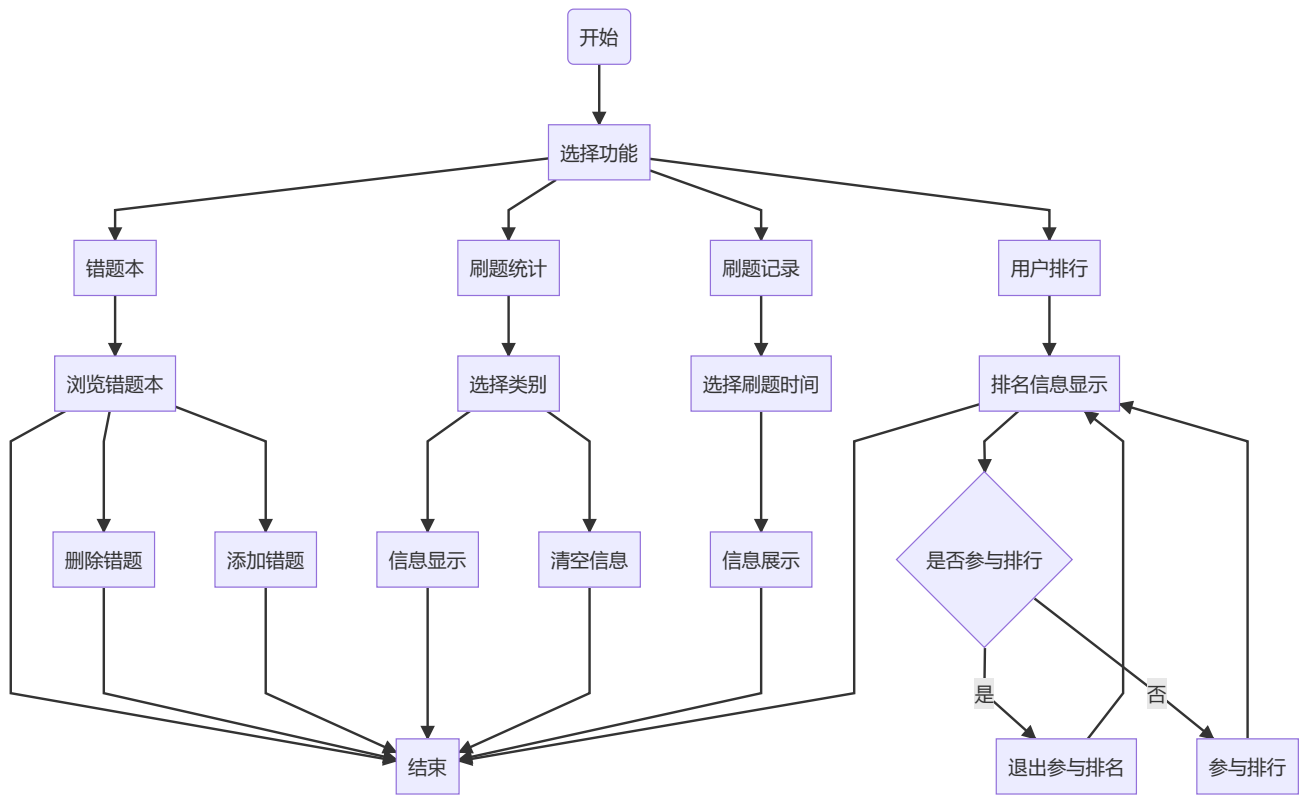 开始
选择功能
错题本
刷题统计
刷题记录
用户排行
浏览错题本
选择类别
选择刷题时间
排名信息显示
删除错题
添加错题
信息显示
清空信息
信息展示
是否参与排行
是
否
结束
退出参与排名
参与排行